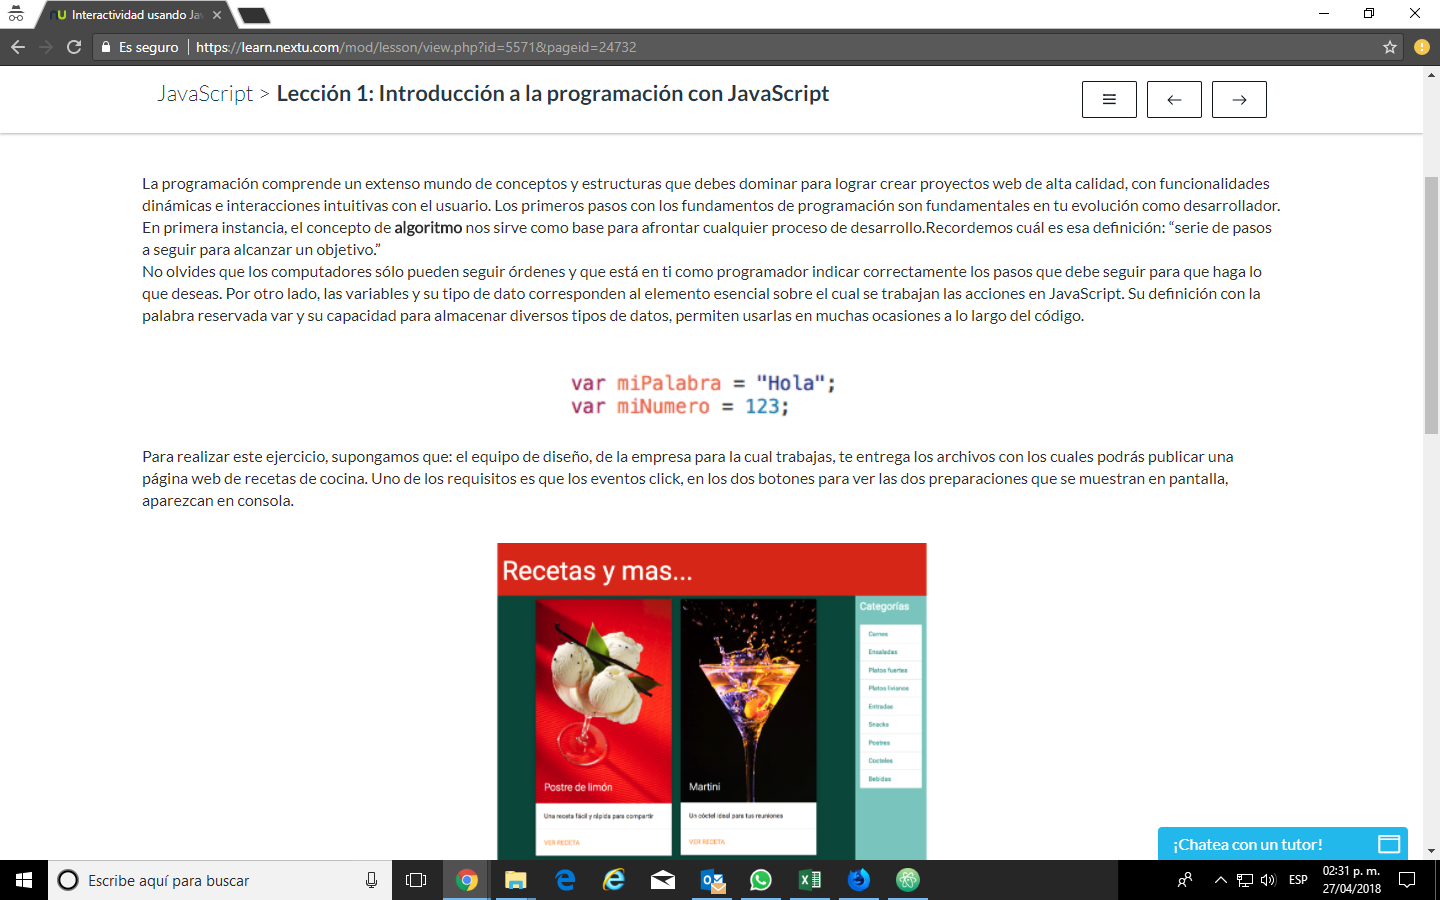 Interactividad usando Ja
Es seguro
https://learn.nextu.com/mod/lesson/view.php?id=5571&pageid=24732
JavaScript > Lección 1: Introducción a la programación con JavaScript
La programación comprende un extenso mundo de conceptos y estructuras que debes dominar para lograr crear proyectos web de alta calidad, con funcionalidades
dinámicas e interacciones intuitivas con el usuario. Los primeros pasos con los fundamentos de programación son fundamentales en tu evolución como desarrollador.
En primera instancia, el concepto de algoritmo nos sirve como base para afrontar cualquier proceso de desarrollo.Recordemos cuál es esa definición: “serie de pasos
a seguir para alcanzar un objetivo.”
No olvides que los computadores sólo pueden seguir órdenes y que está en ti como programador indicar correctamente los pasos que debe seguir para que haga lo
que deseas. Por otro lado, las variables y su tipo de dato corresponden al elemento esencial sobre el cual se trabajan las acciones en JavaScript. Su definición con la
palabra reservada var y su capacidad para almacenar diversos tipos de datos, permiten usarlas en muchas ocasiones a lo largo del código.
var miPalabra = "Hola";
var miNumero = 123;
Para realizar este ejercicio, supongamos que: el equipo de diseño, de la empresa para la cual trabajas, te entrega los archivos con los cuales podrás publicar una
página web de recetas de cocina. Uno de los requisitos es que los eventos click, en los dos botones para ver las dos preparaciones que se muestran en pantalla,
aparezcan en consola.
Recetas y mas...
Categorías
Carnes
Ensaladas
Platos fuertes
Platos livianos
Entradas
Snacks
Postres
Cocteles
Bebidas
Postre de limón
Una receta fácil y rápida para compartir
VER RECETA
Martini
Un cóctel ideal para tus reuniones
VER RECETA
¡Chatea con un tutor!
Escribe aquí para buscar
ESP
02:31 p. m.
27/04/2018